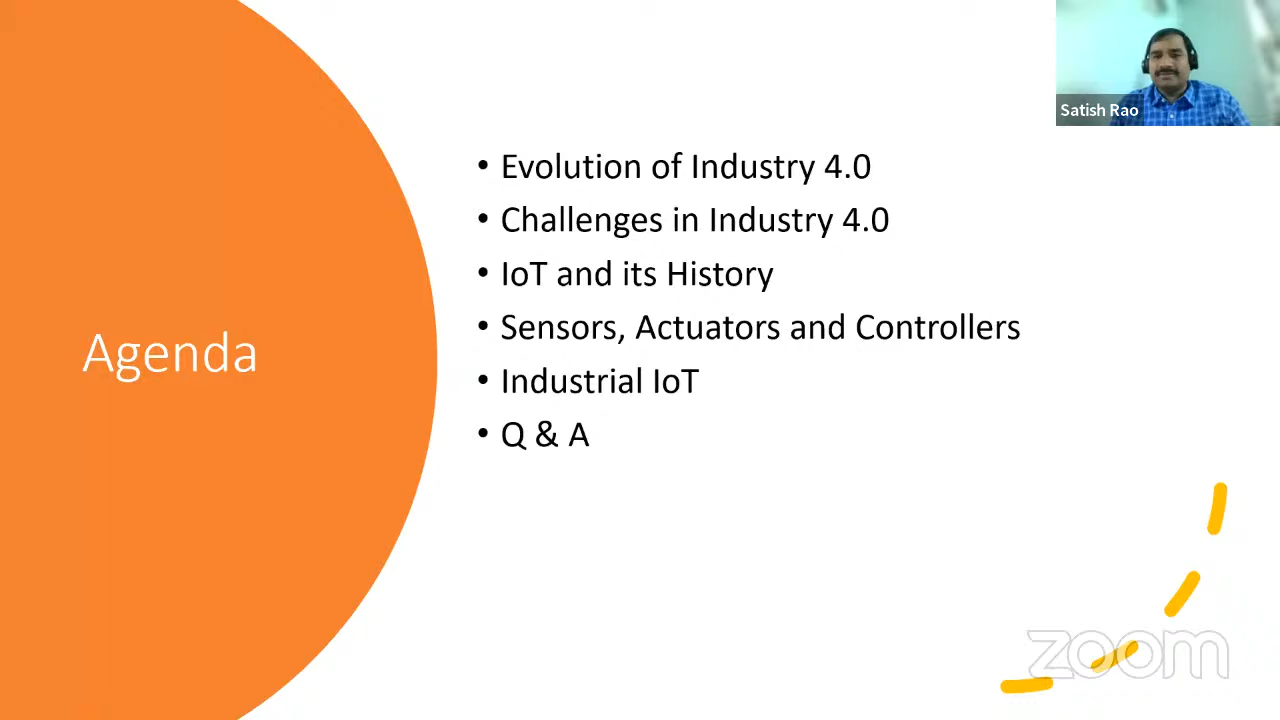 Satish Rao
Agenda
• Evolution of Industry 4.0
• Challenges in Industry 4.0
• IoT and its History
• Sensors, Actuators and Controllers
• Industrial IoT
• Q & A
zoom